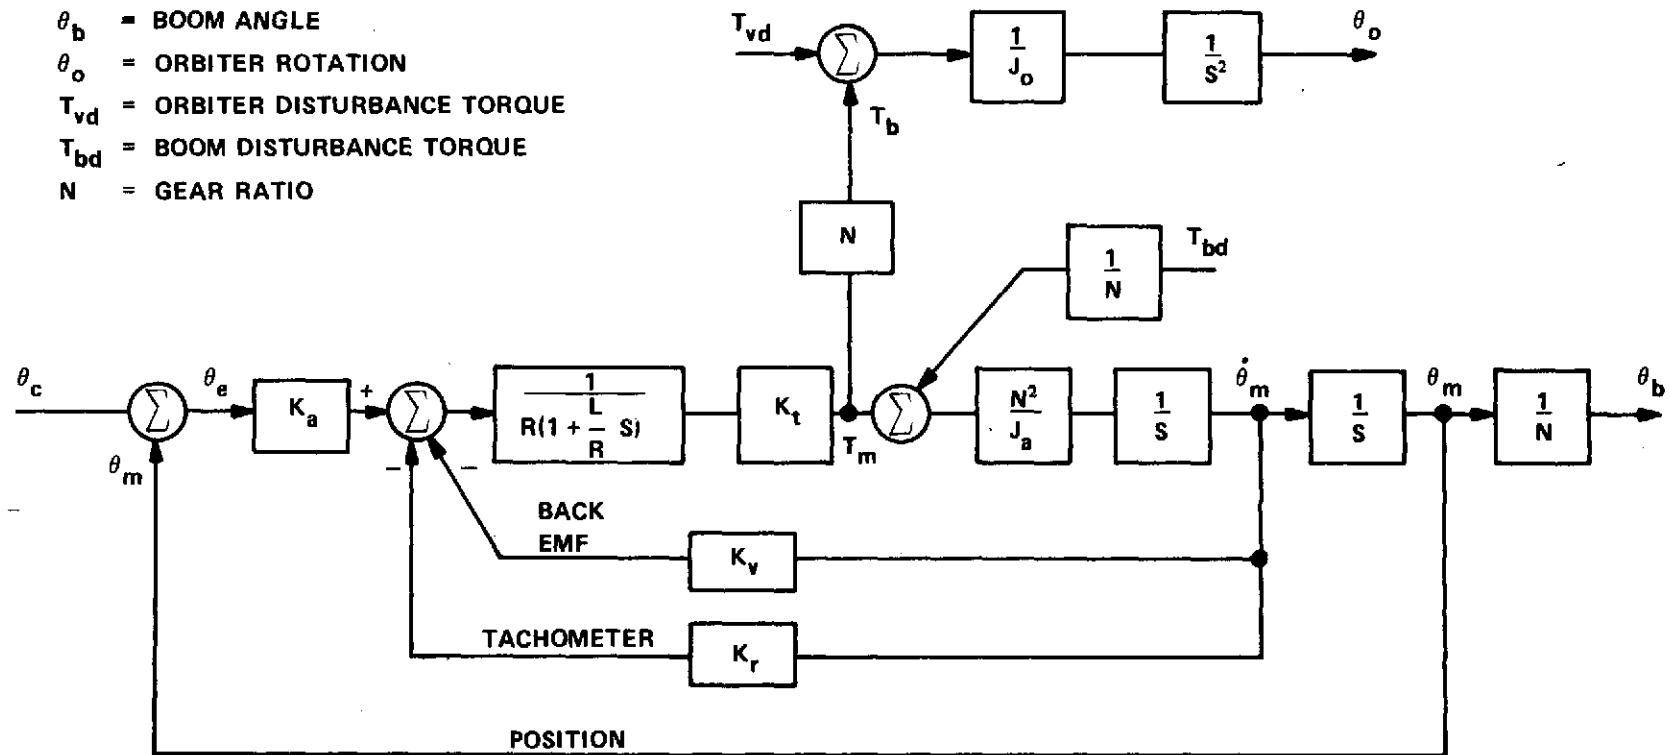 θb = BOOM ANGLE
θo = ORBITER ROTATION
Tvd = ORBITER DISTURBANCE TORQUE
Tbd = BOOM DISTURBANCE TORQUE
N = GEAR RATIO
Tvd
Σ
1
Jo
1
S²
θo
Tb
N
1
N
Tbd
θc
Σ
θe
Ka
+
Σ
1
R(1 + L/R S)
Kt
Tm
Σ
N²
Ja
1
S
θ̇m
1
S
θm
1
N
θb
θm
−
−
BACK
EMF
Kv
TACHOMETER
Kr
POSITION